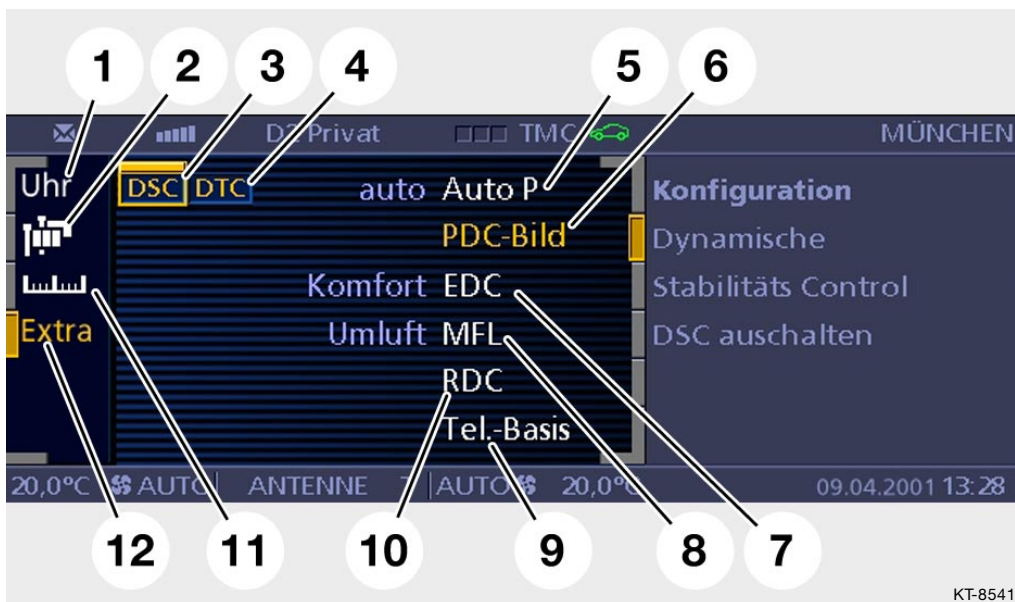 1 2 3 4 5 6
D2 Privat TMC MÜNCHEN
Uhr DSC DTC auto Auto P Konfiguration
PDC-Bild Dynamische
Komfort EDC Stabilitäts Control
Extra Umluft MFL DSC auschalten
RDC
Tel.-Basis
20,0°C AUTO ANTENNE T AUTO 20,0°C 09.04.2001 13:28
12 11 10 9 8 7
KT-8541